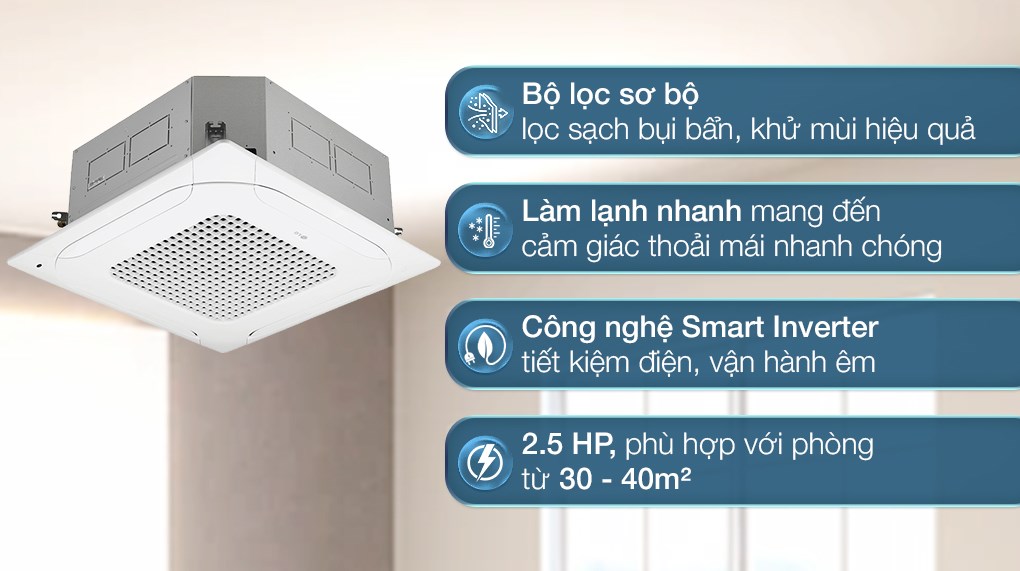 Bộ lọc sơ bộ
lọc sạch bụi bẩn, khử mùi hiệu quả
Làm lạnh nhanh mang đến
cảm giác thoải mái nhanh chóng
Công nghệ Smart Inverter
tiết kiệm điện, vận hành êm
2.5 HP, phù hợp với phòng
từ 30 - 40m²